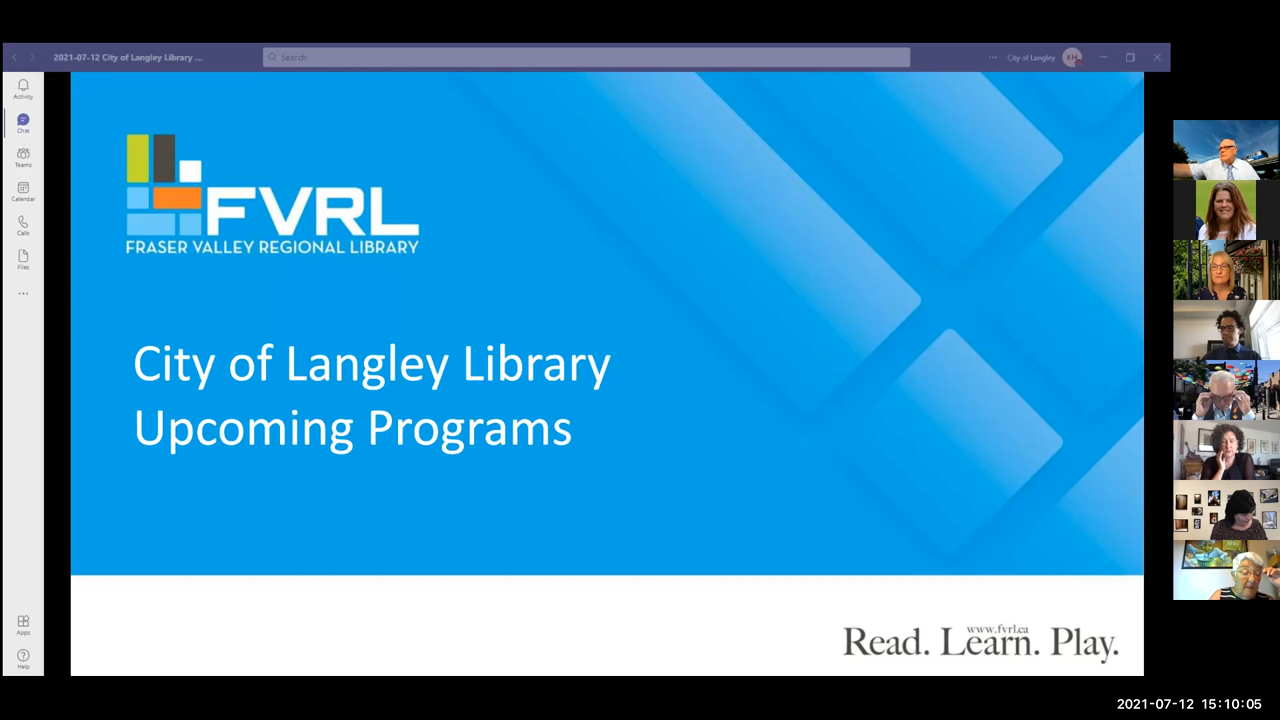 2021-07-12 City of Langley Library ...
Search
City of Langley
KH
Activity
Chat
Teams
Calendar
Calls
Files
Apps
Help
FVRL
FRASER VALLEY REGIONAL LIBRARY
City of Langley Library
Upcoming Programs
www.fvrl.ca
Read. Learn. Play.
2021-07-12 15:10:05